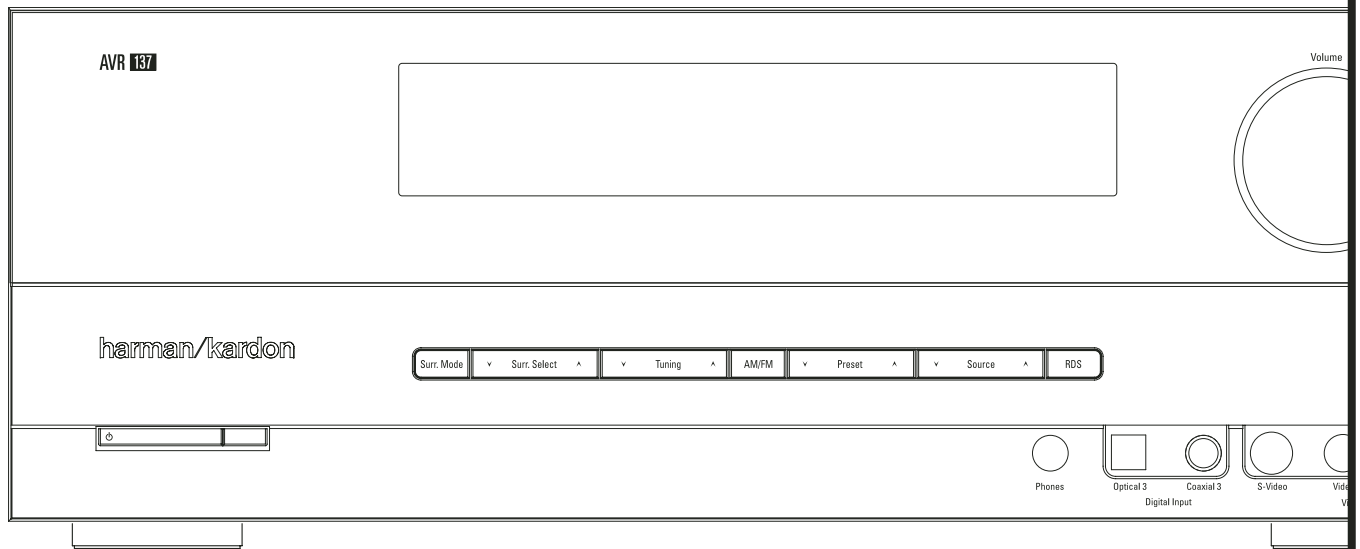 AVR 137
Volume
harman/kardon
Surr. Mode ˅ Surr. Select ˄ ˅ Tuning ˄ AM/FM ˅ Preset ˄ ˅ Source ˄ RDS
Phones
Optical 3
Coaxial 3
Digital Input
S-Video